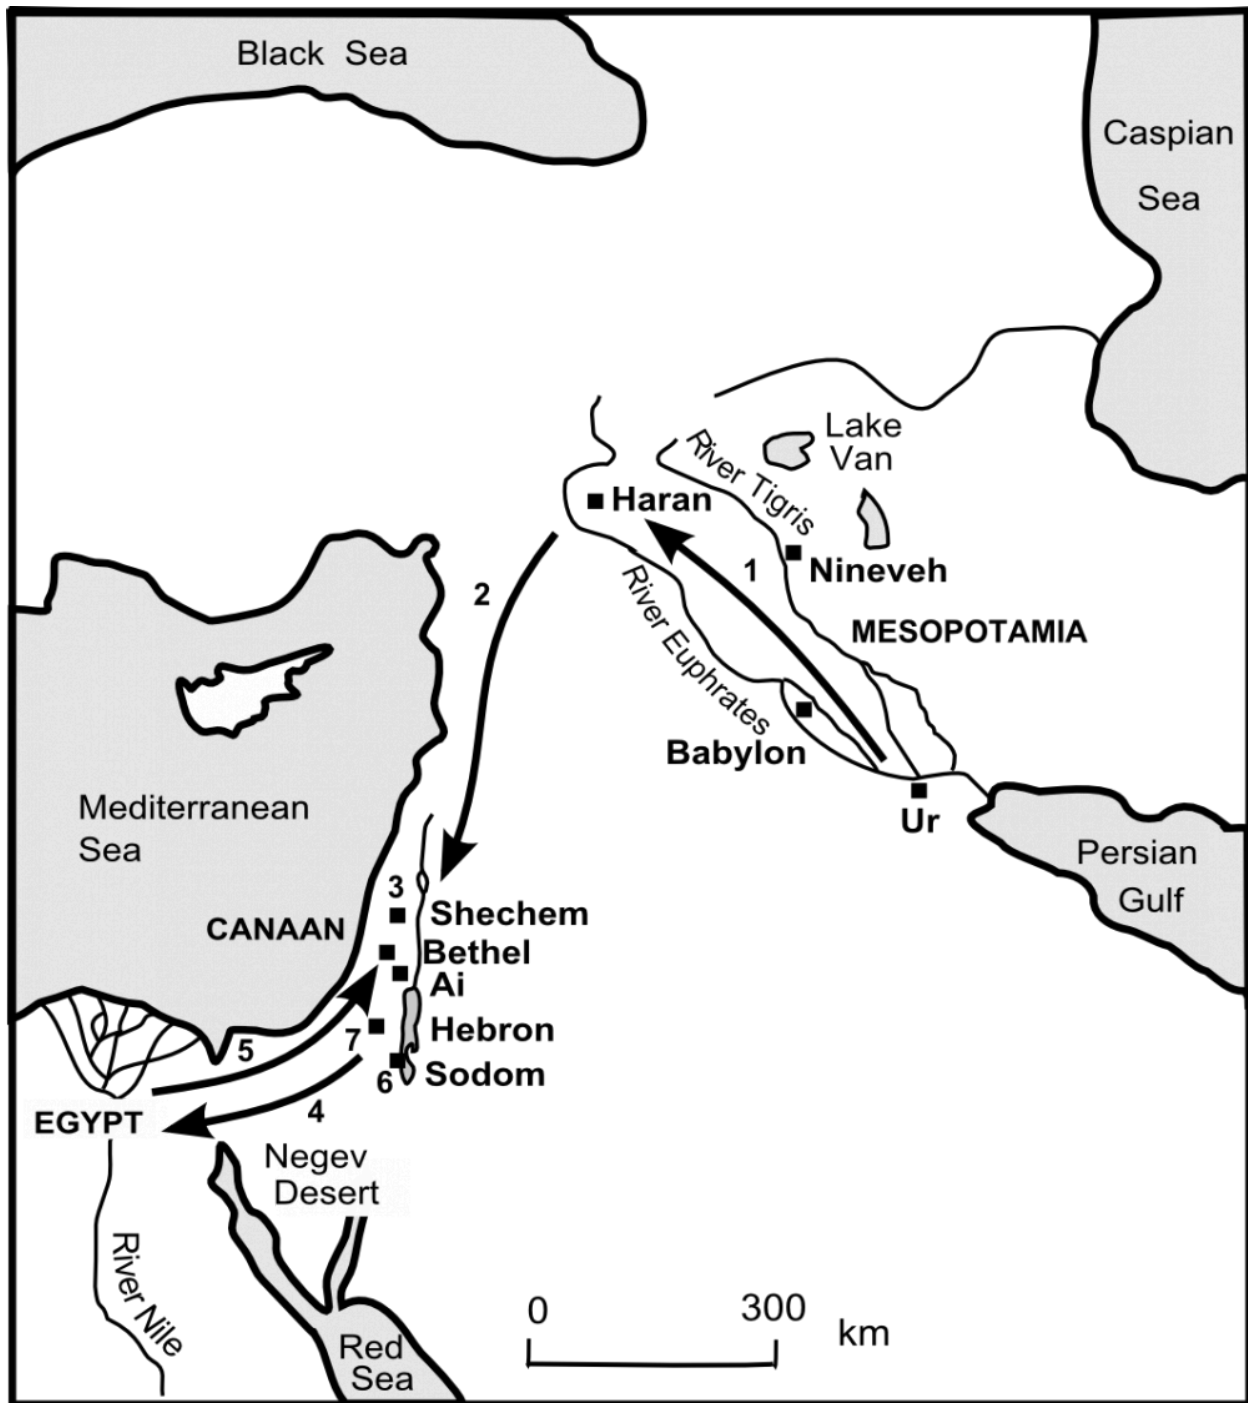 Black Sea
Caspian
Sea
Lake
Van
River Tigris
Haran
Nineveh
1
2
River Euphrates
MESOPOTAMIA
Babylon
Ur
Mediterranean
Sea
Persian
Gulf
3
Shechem
CANAAN
Bethel
Ai
Hebron
7
5
Sodom
6
4
EGYPT
Negev
Desert
River Nile
0 300
km
Red
Sea